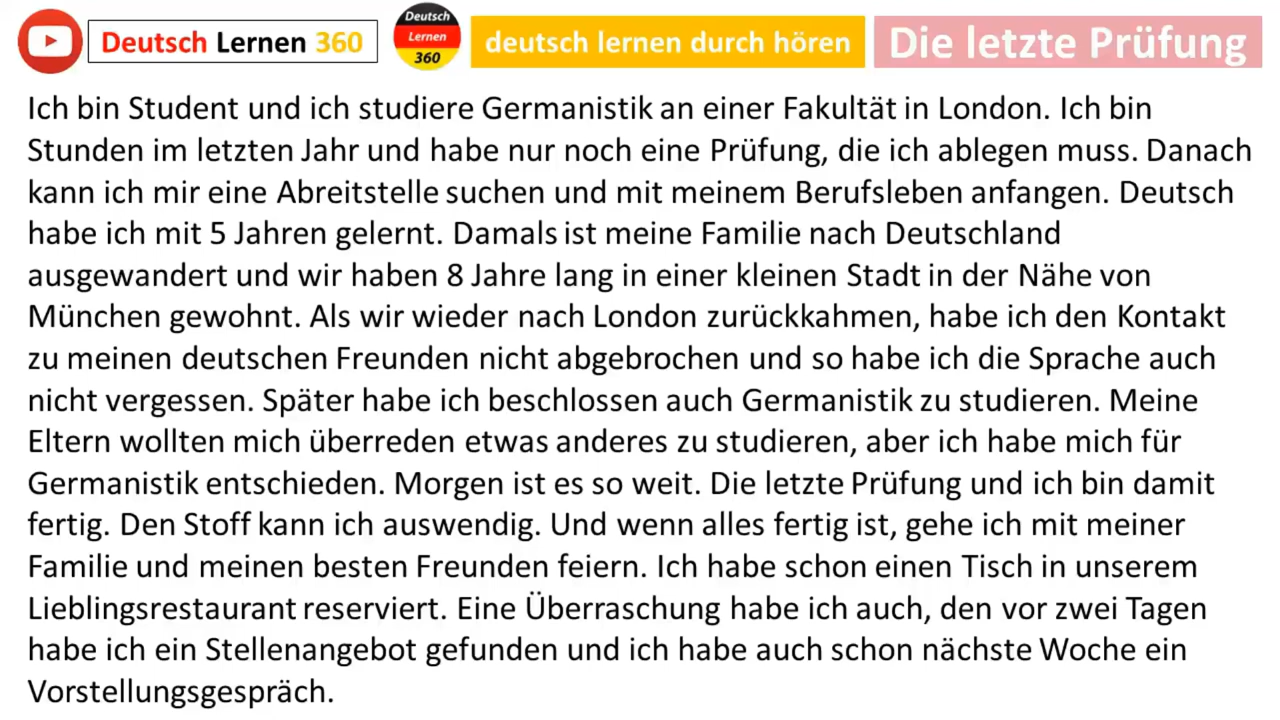 Deutsch Lernen 360
Deutsch
Lernen
360
deutsch lernen durch hören
Die letzte Prüfung
Ich bin Student und ich studiere Germanistik an einer Fakultät in London. Ich bin
Stunden im letzten Jahr und habe nur noch eine Prüfung, die ich ablegen muss. Danach
kann ich mir eine Abreitstelle suchen und mit meinem Berufsleben anfangen. Deutsch
habe ich mit 5 Jahren gelernt. Damals ist meine Familie nach Deutschland
ausgewandert und wir haben 8 Jahre lang in einer kleinen Stadt in der Nähe von
München gewohnt. Als wir wieder nach London zurückkahmen, habe ich den Kontakt
zu meinen deutschen Freunden nicht abgebrochen und so habe ich die Sprache auch
nicht vergessen. Später habe ich beschlossen auch Germanistik zu studieren. Meine
Eltern wollten mich überreden etwas anderes zu studieren, aber ich habe mich für
Germanistik entschieden. Morgen ist es so weit. Die letzte Prüfung und ich bin damit
fertig. Den Stoff kann ich auswendig. Und wenn alles fertig ist, gehe ich mit meiner
Familie und meinen besten Freunden feiern. Ich habe schon einen Tisch in unserem
Lieblingsrestaurant reserviert. Eine Überraschung habe ich auch, den vor zwei Tagen
habe ich ein Stellenangebot gefunden und ich habe auch schon nächste Woche ein
Vorstellungsgespräch.